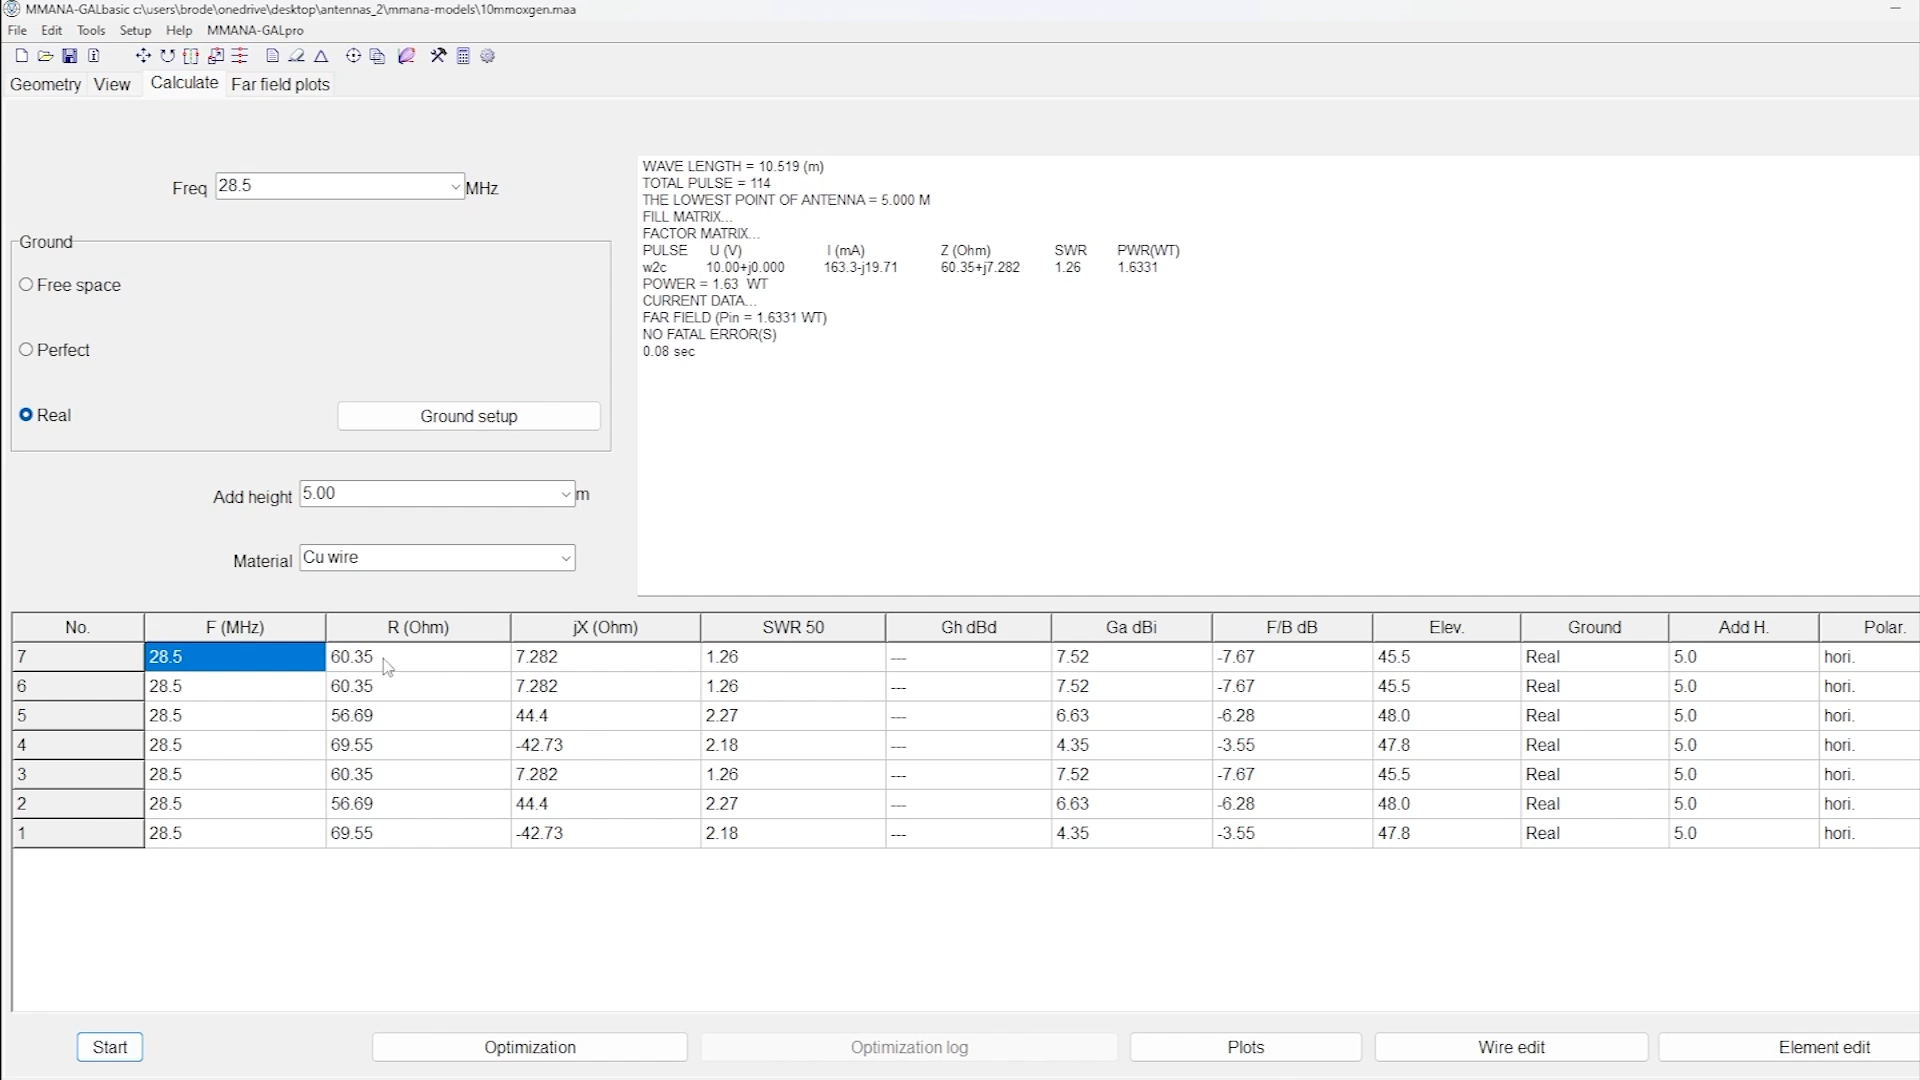 MMANA-GALbasic c:\users\brode\onedrive\desktop\antennas_2\mmana-models\10mmoxgen.maa
File Edit Tools Setup Help MMANA-GALpro
Geometry View Calculate Far field plots
Freq 28.5 MHz
Ground
Free space
Perfect
Real Ground setup
Add height 5.00 m
Material Cu wire
WAVE LENGTH = 10.519 (m)
TOTAL PULSE = 114
THE LOWEST POINT OF ANTENNA = 5.000 M
FILL MATRIX...
FACTOR MATRIX...
PULSE U (V) I (mA) Z (Ohm) SWR PWR(WT)
w2c 10.00+j0.000 163.3-j19.71 60.35+j7.282 1.26 1.6331
POWER = 1.63 WT
CURRENT DATA...
FAR FIELD (Pin = 1.6331 WT)
NO FATAL ERROR(S)
0.08 sec
No. F (MHz) R (Ohm) jX (Ohm) SWR 50 Gh dBd Ga dBi F/B dB Elev. Ground Add H. Polar.
7 28.5 60.35 7.282 1.26 --- 7.52 -7.67 45.5 Real 5.0 hori.
6 28.5 60.35 7.282 1.26 --- 7.52 -7.67 45.5 Real 5.0 hori.
5 28.5 56.69 44.4 2.27 --- 6.63 -6.28 48.0 Real 5.0 hori.
4 28.5 69.55 -42.73 2.18 --- 4.35 -3.55 47.8 Real 5.0 hori.
3 28.5 60.35 7.282 1.26 --- 7.52 -7.67 45.5 Real 5.0 hori.
2 28.5 56.69 44.4 2.27 --- 6.63 -6.28 48.0 Real 5.0 hori.
1 28.5 69.55 -42.73 2.18 --- 4.35 -3.55 47.8 Real 5.0 hori.
Start Optimization Optimization log Plots Wire edit Element edit